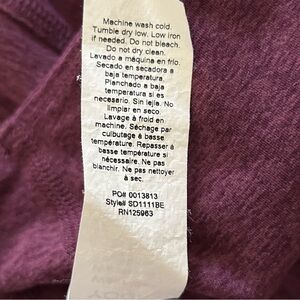 Machine wash cold.
Tumble dry low. Low iron
if needed. Do not bleach.
Do not dry clean.
Lavado a máquina en frío.
Secado en secadora a
baja temperatura.
Planchado a baja
temperatura si es
necesario. Sin lejía. No
limpiar en seco.
Lavage à froid en
machine. Séchage par
culbutage à basse
température. Repasser à
basse température si
nécessaire. Ne pas
blanchir. Ne pas nettoyer
à sec.
PO# 0013813
Style# SD1111BE
RN125963